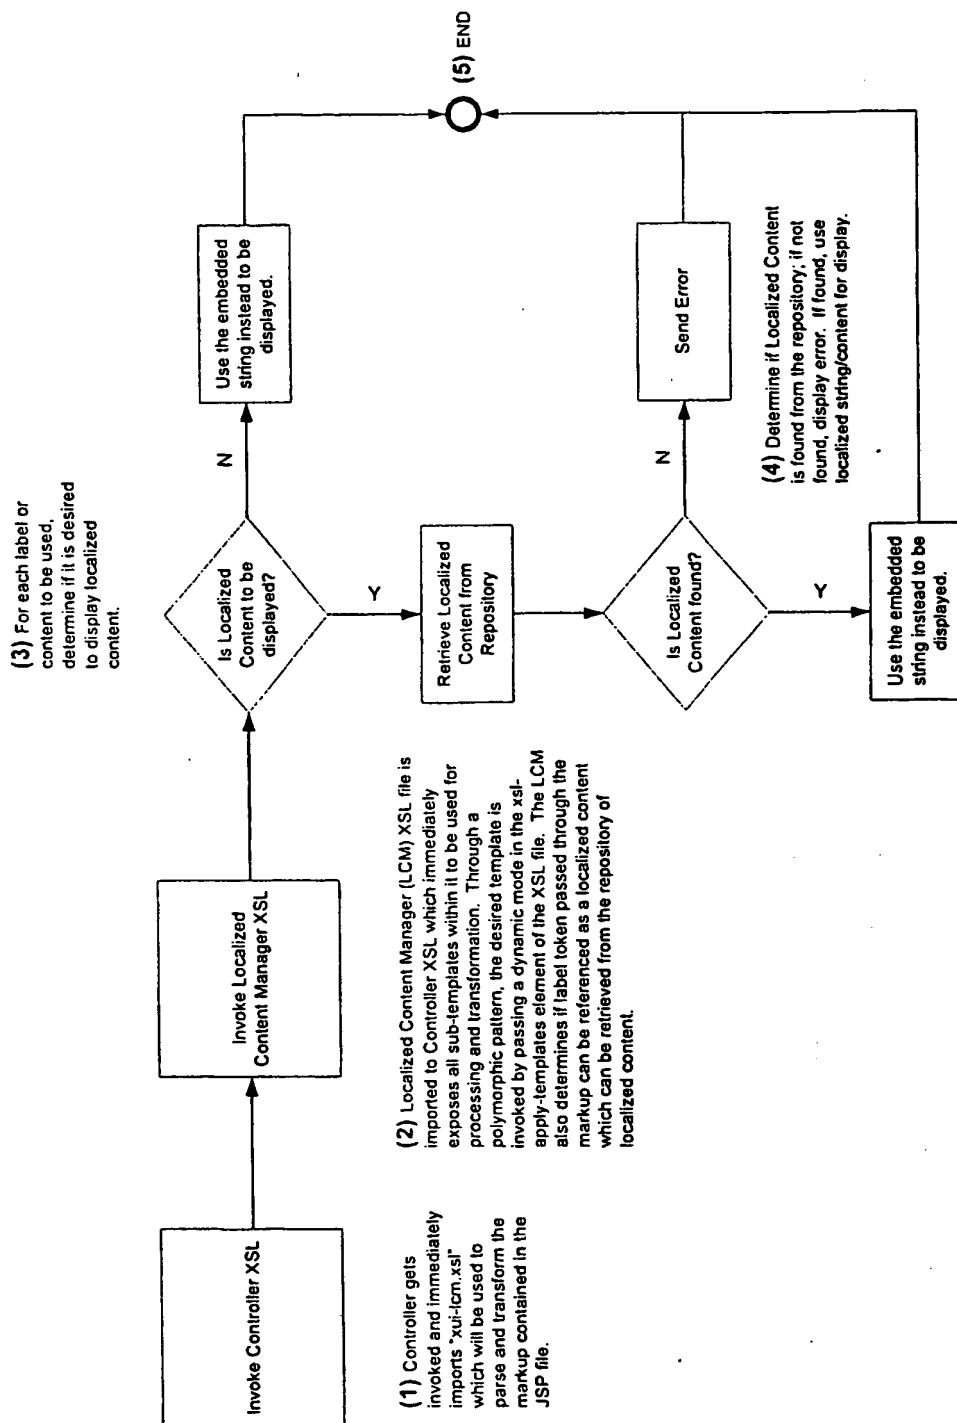 Invoke Controller XSL
(1) Controller gets
invoked and immediately
imports "xui-lcm.xsl"
which will be used to
parse and transform the
markup contained in the
JSP file.
Invoke Localized
Content Manager XSL
(2) Localized Content Manager (LCM) XSL file is
imported to Controller XSL which immediately
exposes all sub-templates within it to be used for
processing and transformation. Through a
polymorphic pattern, the desired template is
invoked by passing a dynamic mode in the xsl-
apply-templates element of the XSL file. The LCM
also determines if label token passed through the
markup can be referenced as a localized content
which can be retrieved from the repository of
localized content.
(3) For each label or
content to be used,
determine if it is desired
to display localized
content.
Is Localized
Content to be
displayed?
N
Use the embedded
string instead to be
displayed.
Y
Retrieve Localized
Content from
Repository
Is Localized
Content found?
N
Send Error
(4) Determine if Localized Content
is found from the repository; if not
found, display error. If found, use
localized string/content for display.
Y
Use the embedded
string instead to be
displayed.
(5) END